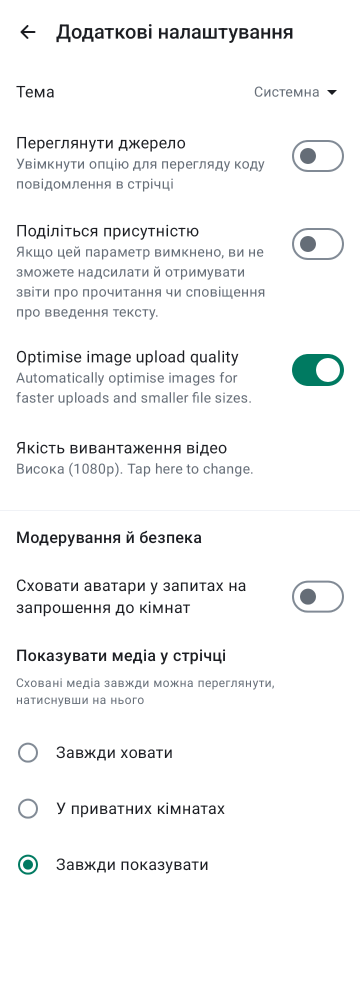 Додаткові налаштування
Тема
Системна
Переглянути джерело
Увімкнути опцію для перегляду коду
повідомлення в стрічці
Поділіться присутністю
Якщо цей параметр вимкнено, ви не
зможете надсилати й отримувати
звіти про прочитання чи сповіщення
про введення тексту.
Optimise image upload quality
Automatically optimise images for
faster uploads and smaller file sizes.
Якість вивантаження відео
Висока (1080p). Tap here to change.
Модерування й безпека
Сховати аватари у запитах на
запрошення до кімнат
Показувати медіа у стрічці
Сховані медіа завжди можна переглянути,
натиснувши на нього
Завжди ховати
У приватних кімнатах
Завжди показувати